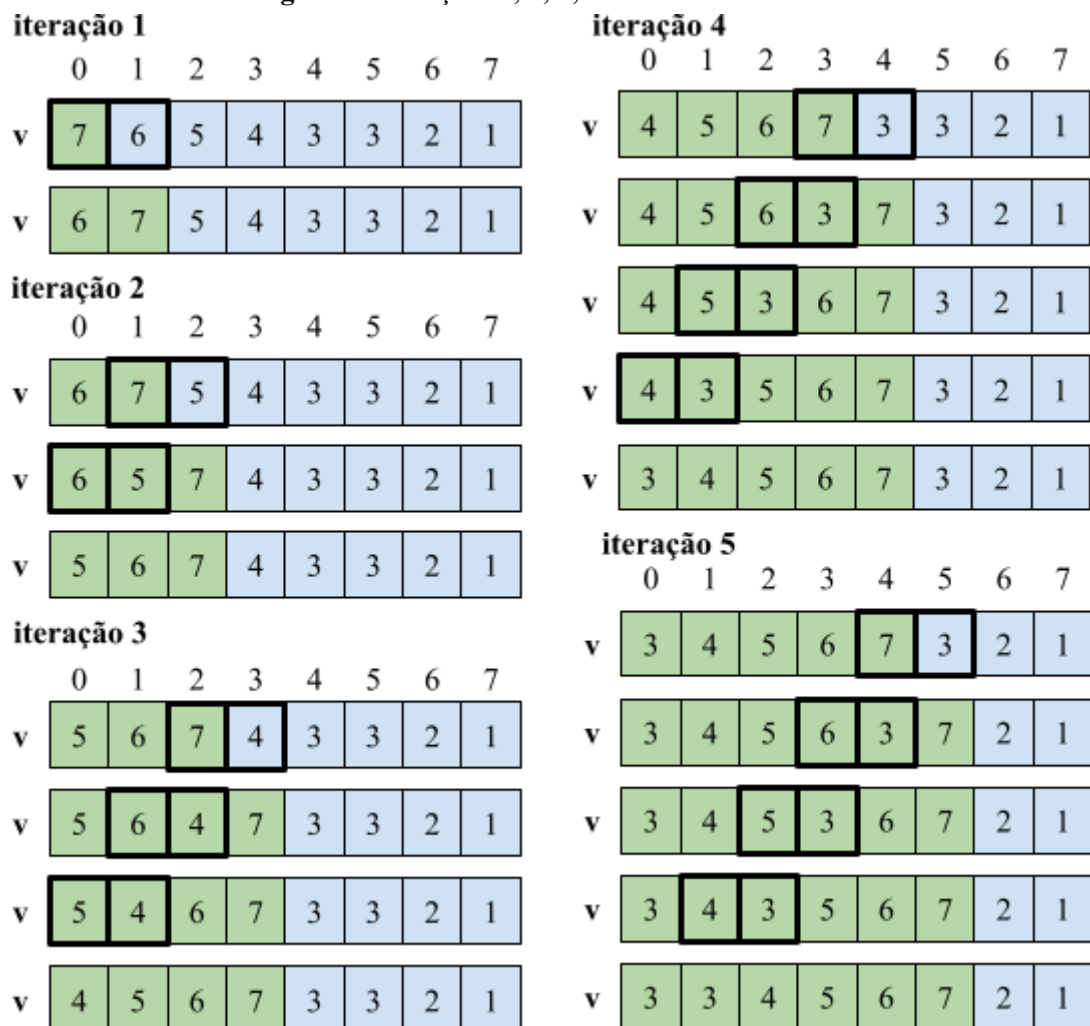 iteração 1
0 1 2 3 4 5 6 7
v 7 6 5 4 3 3 2 1
v 6 7 5 4 3 3 2 1
iteração 2
0 1 2 3 4 5 6 7
v 6 7 5 4 3 3 2 1
v 6 5 7 4 3 3 2 1
v 5 6 7 4 3 3 2 1
iteração 3
0 1 2 3 4 5 6 7
v 5 6 7 4 3 3 2 1
v 5 6 4 7 3 3 2 1
v 5 4 6 7 3 3 2 1
v 4 5 6 7 3 3 2 1
iteração 4
0 1 2 3 4 5 6 7
v 4 5 6 7 3 3 2 1
v 4 5 6 3 7 3 2 1
v 4 5 3 6 7 3 2 1
v 4 3 5 6 7 3 2 1
v 3 4 5 6 7 3 2 1
iteração 5
0 1 2 3 4 5 6 7
v 3 4 5 6 7 3 2 1
v 3 4 5 6 3 7 2 1
v 3 4 5 3 6 7 2 1
v 3 4 3 5 6 7 2 1
v 3 3 4 5 6 7 2 1